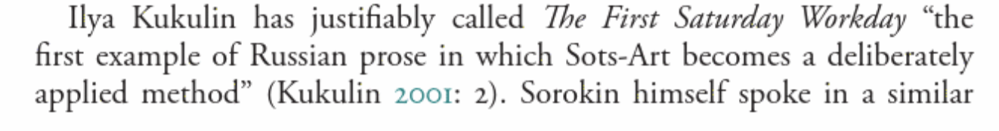 Ilya Kukulin has justifiably called The First Saturday Workday “the
first example of Russian prose in which Sots-Art becomes a deliberately
applied method” (Kukulin 2001: 2). Sorokin himself spoke in a similar